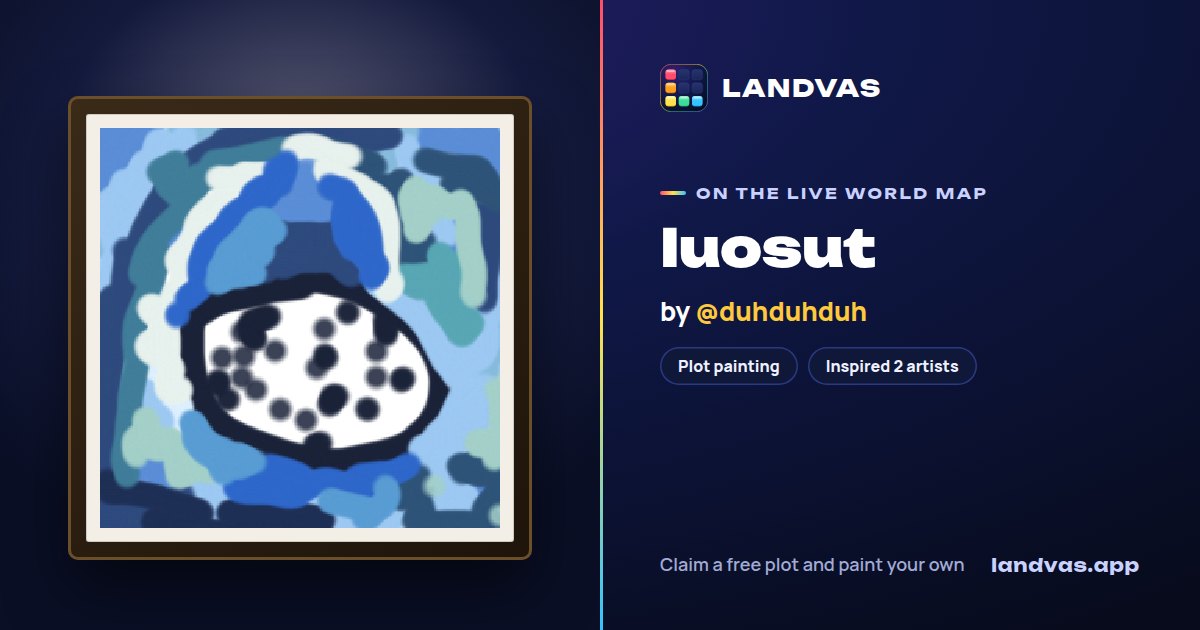 LANDVAS
ON THE LIVE WORLD MAP
luosut
by @duhduhduh
Plot painting
Inspired 2 artists
Claim a free plot and paint your own
landvas.app